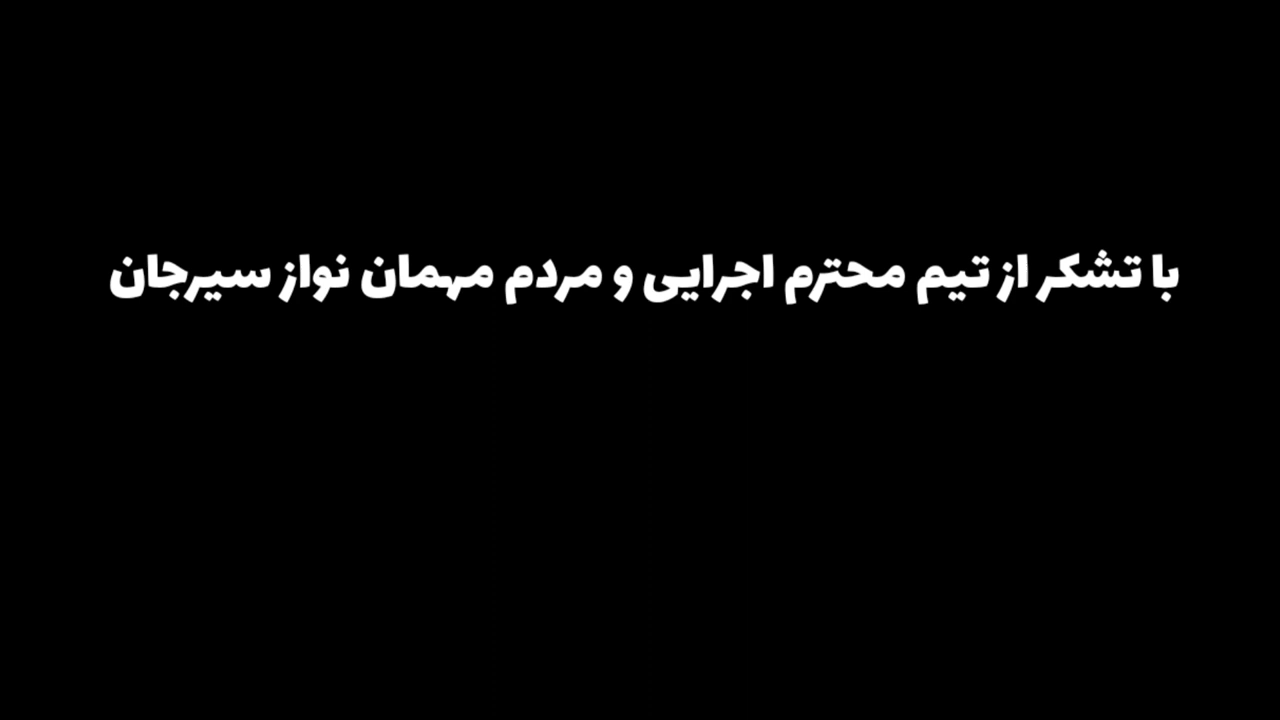 با تشکر از تیم محترم اجرایی و مردم مهمان نواز سیرجان